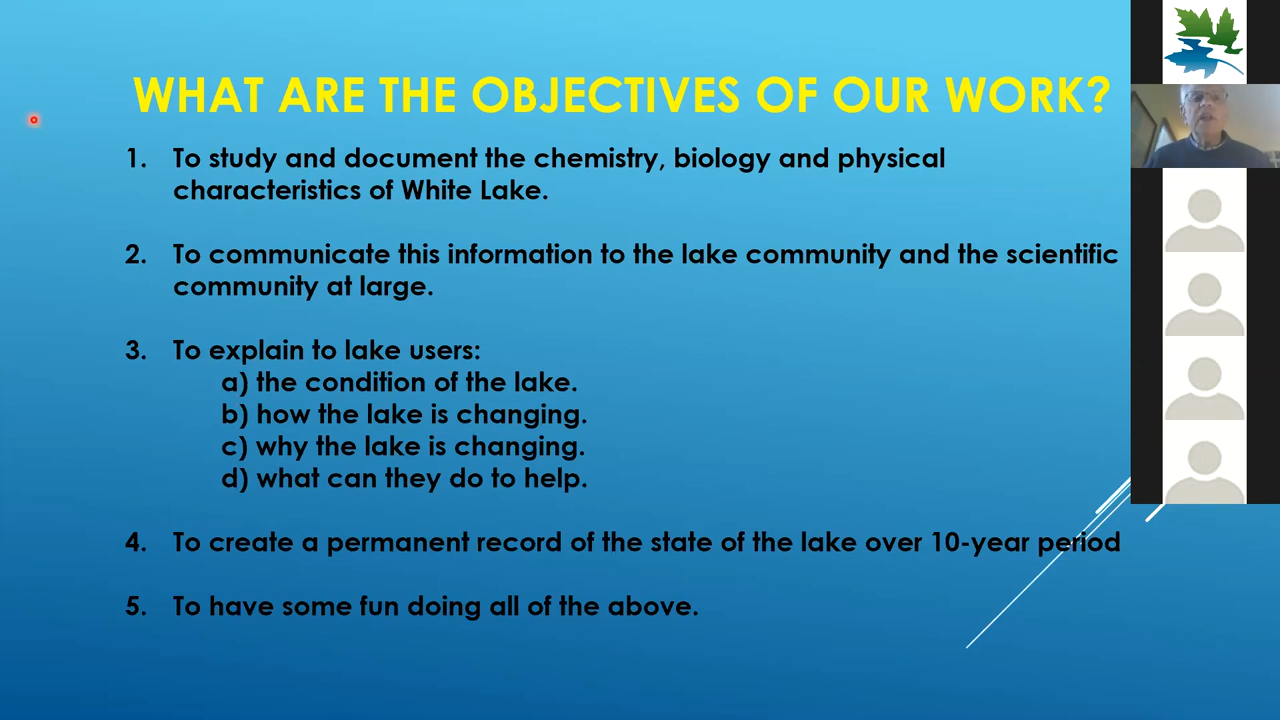 WHAT ARE THE OBJECTIVES OF OUR WORK?
1. To study and document the chemistry, biology and physical
characteristics of White Lake.
2. To communicate this information to the lake community and the scientific
community at large.
3. To explain to lake users:
a) the condition of the lake.
b) how the lake is changing.
c) why the lake is changing.
d) what can they do to help.
4. To create a permanent record of the state of the lake over 10-year period
5. To have some fun doing all of the above.